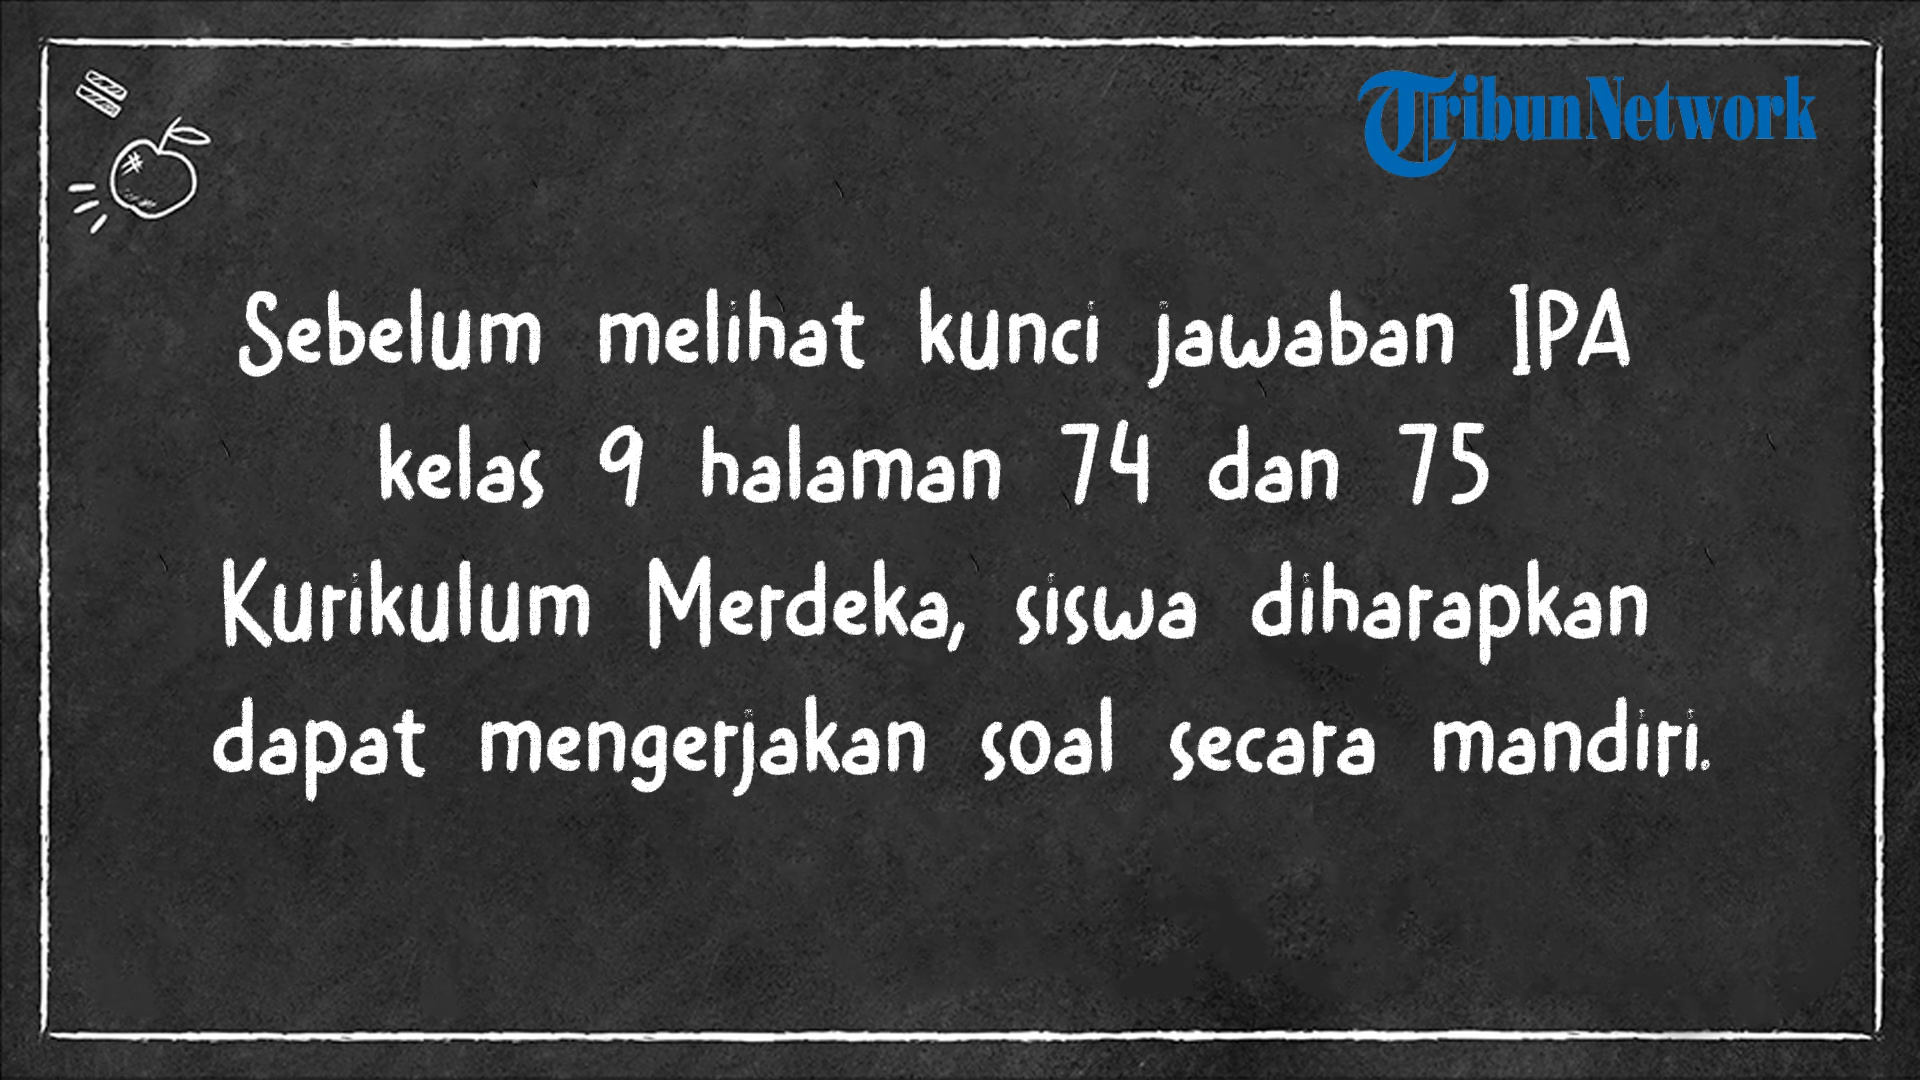 TribunNetwork
Sebelum melihat kunci jawaban IPA
kelas 9 halaman 74 dan 75
Kurikulum Merdeka, siswa diharapkan
dapat mengerjakan soal secara mandiri.